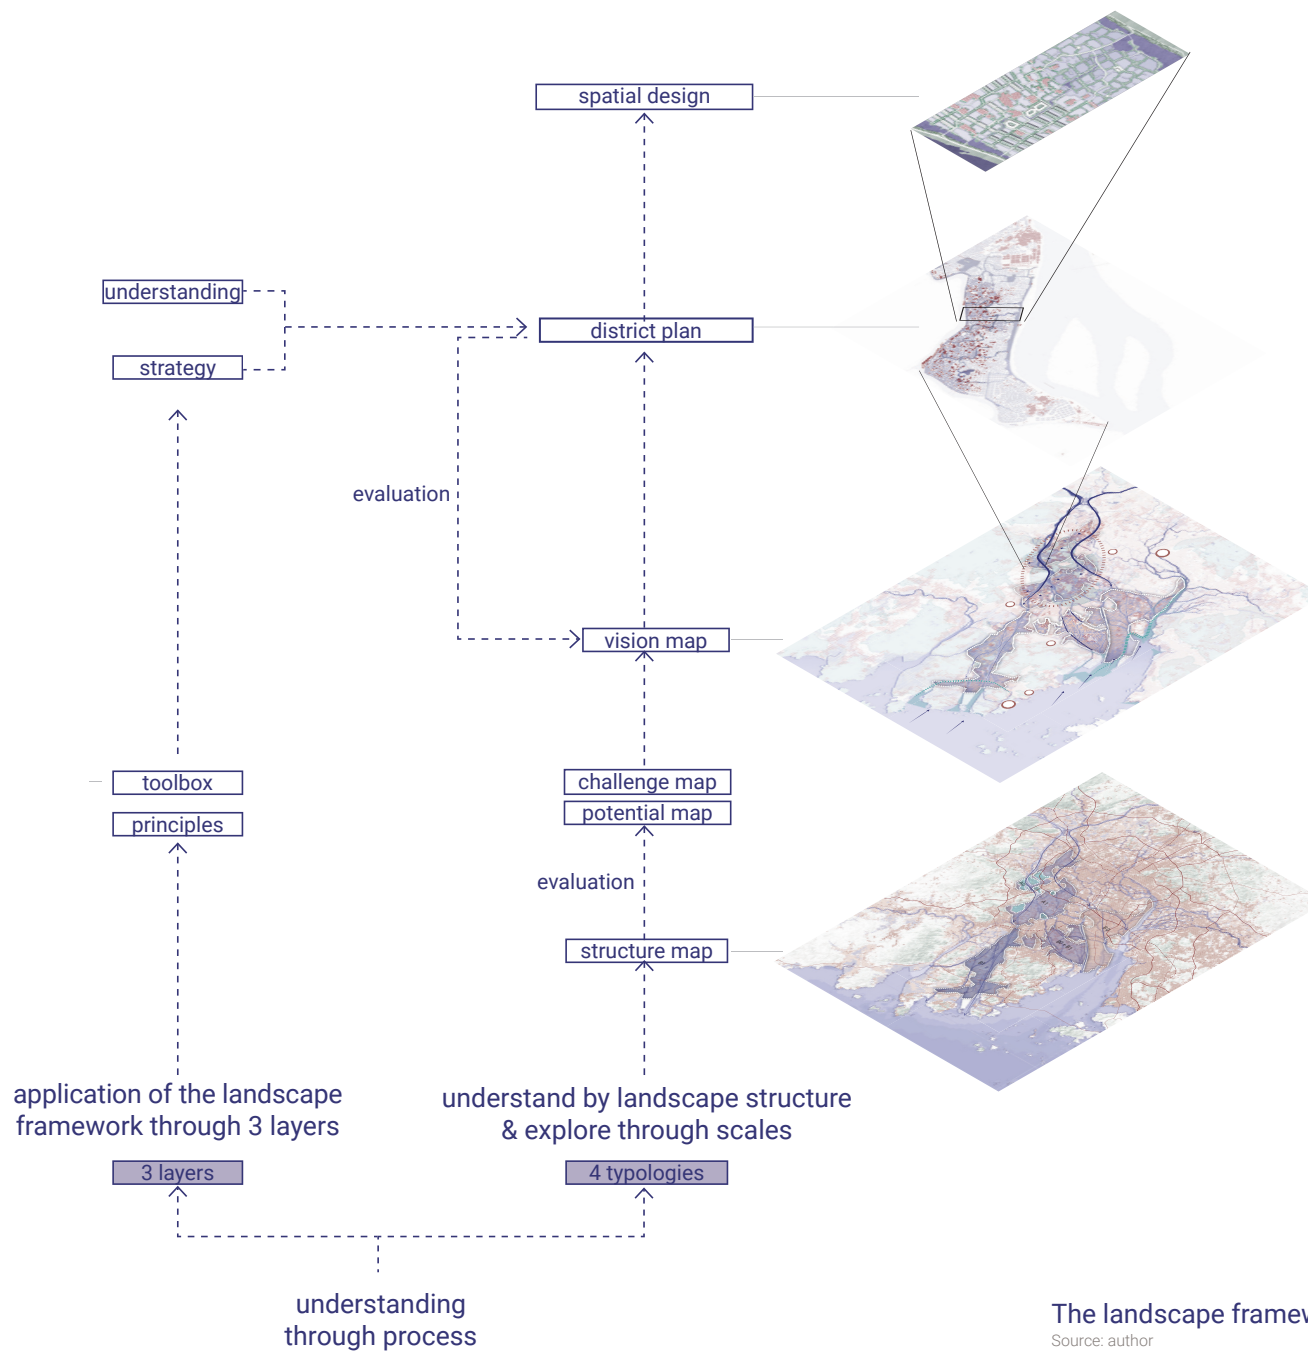 spatial design
understanding
district plan
strategy
evaluation
vision map
toolbox
challenge map
principles
potential map
evaluation
structure map
application of the landscape
framework through 3 layers
understand by landscape structure
& explore through scales
3 layers
4 typologies
understanding
through process
The landscape framew
Source: author